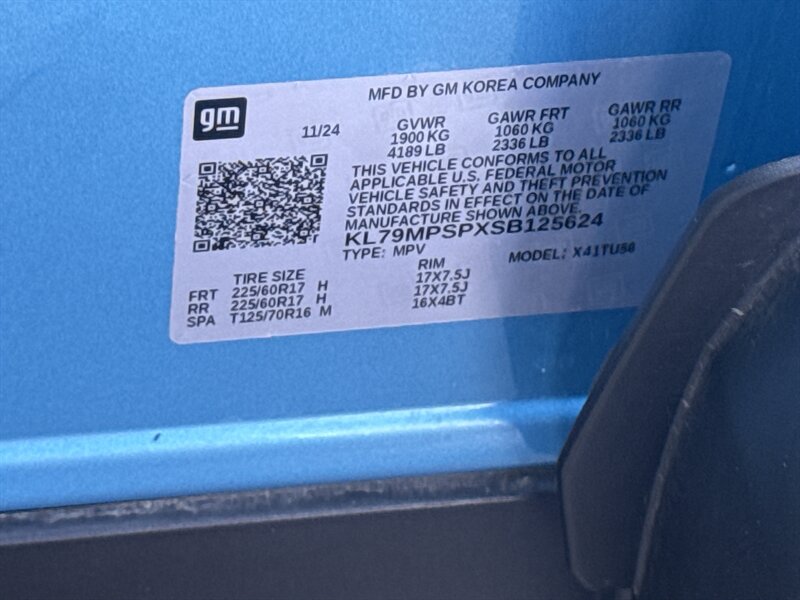 gm
MFD BY GM KOREA COMPANY
11/24
GVWR GAWR FRT GAWR RR
1900 KG 1060 KG 1060 KG
4189 LB 2336 LB 2336 LB
THIS VEHICLE CONFORMS TO ALL
APPLICABLE U.S. FEDERAL MOTOR
VEHICLE SAFETY AND THEFT PREVENTION
STANDARDS IN EFFECT ON THE DATE OF
MANUFACTURE SHOWN ABOVE.
KL79MPSPXSB125624
TYPE: MPV MODEL: X41TU56
TIRE SIZE RIM
FRT 225/60R17 H 17X7.5J
RR 225/60R17 H 17X7.5J
SPA T125/70R16 M 16X4BT